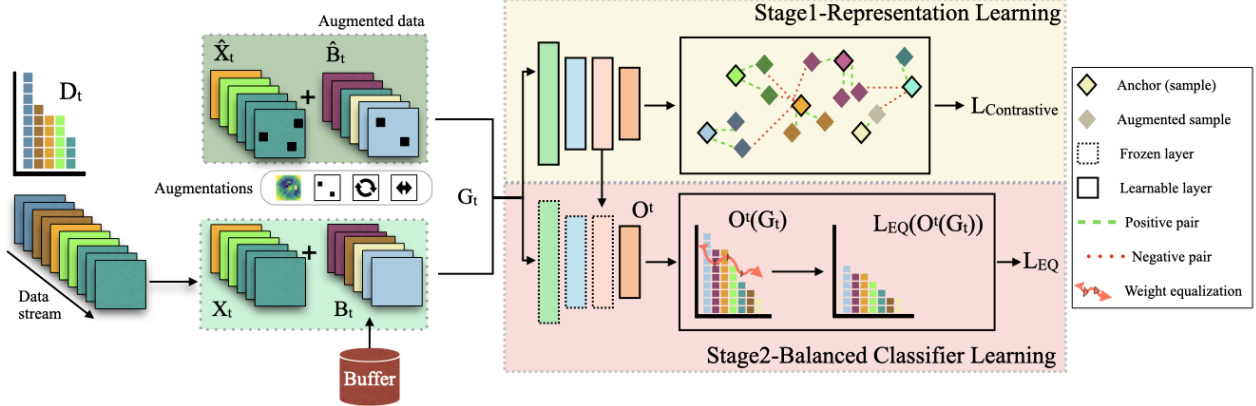 Stage1-Representation Learning
Augmented data
X̂t
B̂t
+
Dt
Augmentations
Gt
LContrastive
Data
stream
Xt
+
Bt
Buffer
Ot
Ot(Gt)
LEQ(Ot(Gt))
LEQ
Stage2-Balanced Classifier Learning
Anchor (sample)
Augmented sample
Frozen layer
Learnable layer
Positive pair
Negative pair
Weight equalization